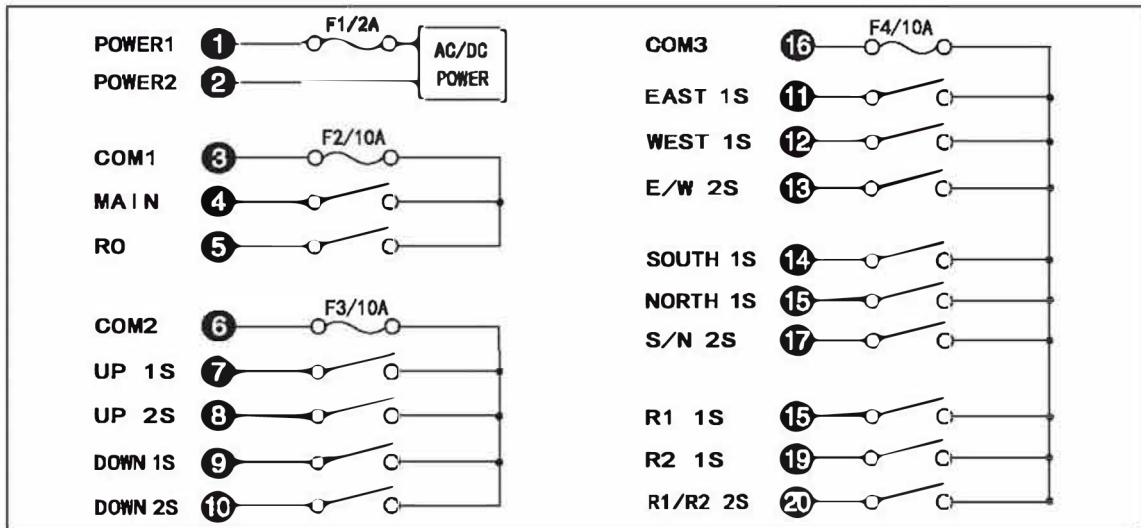 F1/2A
POWER1 1
AC/DC
POWER2 2
POWER
F2/10A
COM1 3
MAIN 4
RO 5
F3/10A
COM2 6
UP 1S 7
UP 2S 8
DOWN 1S 9
DOWN 2S 10
F4/10A
COM3 16
EAST 1S 11
WEST 1S 12
E/W 2S 13
SOUTH 1S 14
NORTH 1S 15
S/N 2S 17
R1 1S 15
R2 1S 19
R1/R2 2S 20